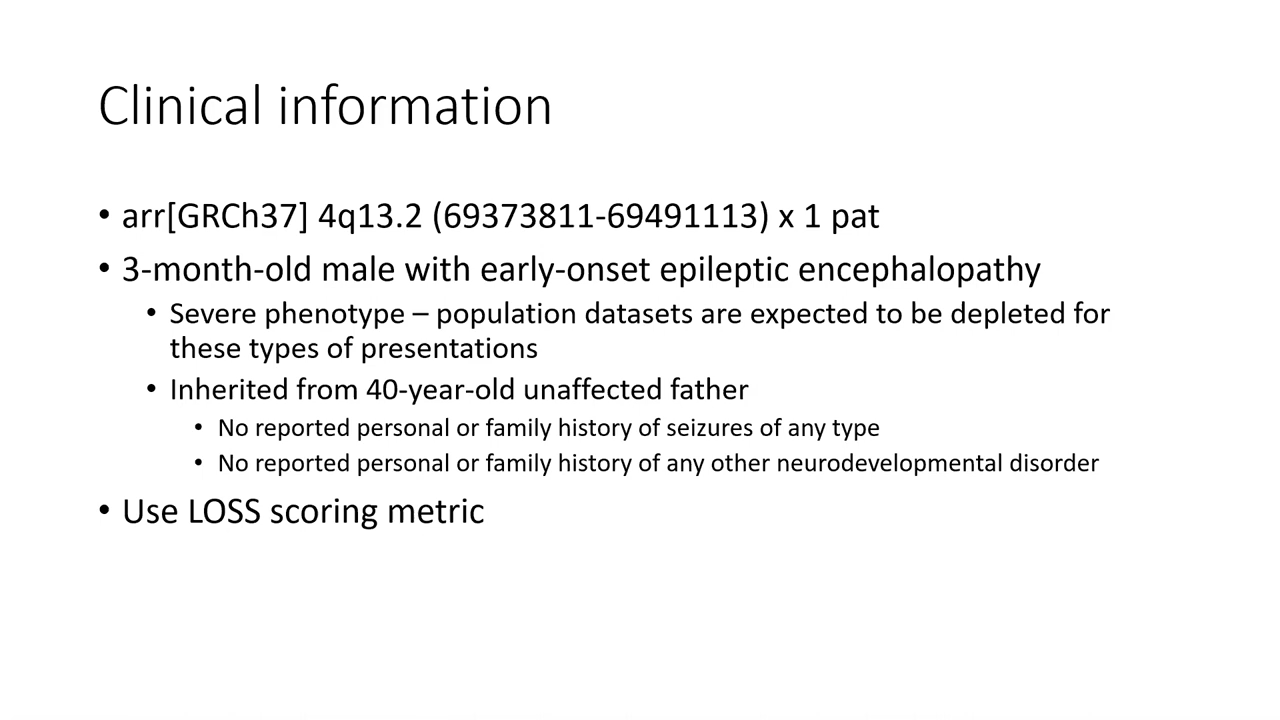 Clinical information
• arr[GRCh37] 4q13.2 (69373811-69491113) x 1 pat
• 3-month-old male with early-onset epileptic encephalopathy
• Severe phenotype – population datasets are expected to be depleted for
these types of presentations
• Inherited from 40-year-old unaffected father
• No reported personal or family history of seizures of any type
• No reported personal or family history of any other neurodevelopmental disorder
• Use LOSS scoring metric